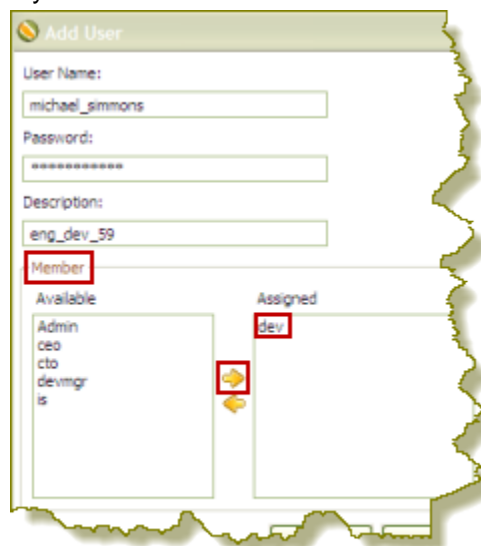 Add User
User Name:
michael_simmons
Password:
***********
Description:
eng_dev_59
Member
Available
Assigned
Admin
ceo
cto
devmgr
is
dev